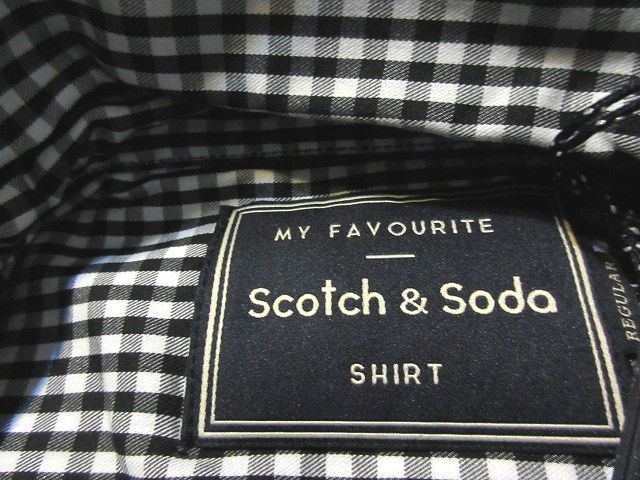 MY FAVOURITE
Scotch & Soda
SHIRT
REGULAR